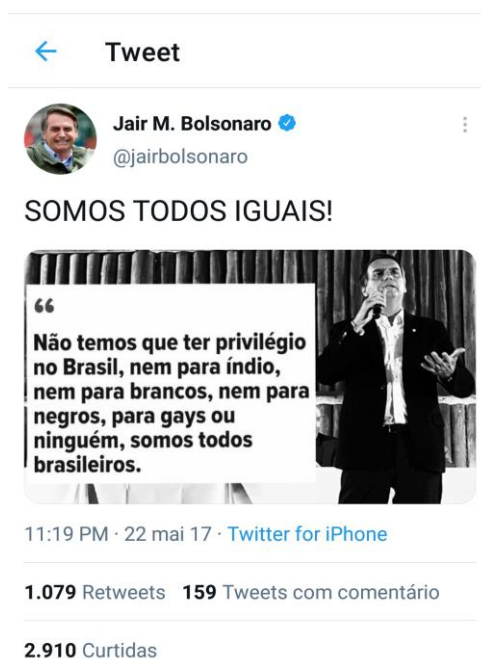 Tweet
Jair M. Bolsonaro
@jairbolsonaro
SOMOS TODOS IGUAIS!
“
Não temos que ter privilégio
no Brasil, nem para índio,
nem para brancos, nem para
negros, para gays ou
ninguém, somos todos
brasileiros.
11:19 PM · 22 mai 17 · Twitter for iPhone
1.079 Retweets 159 Tweets com comentário
2.910 Curtidas